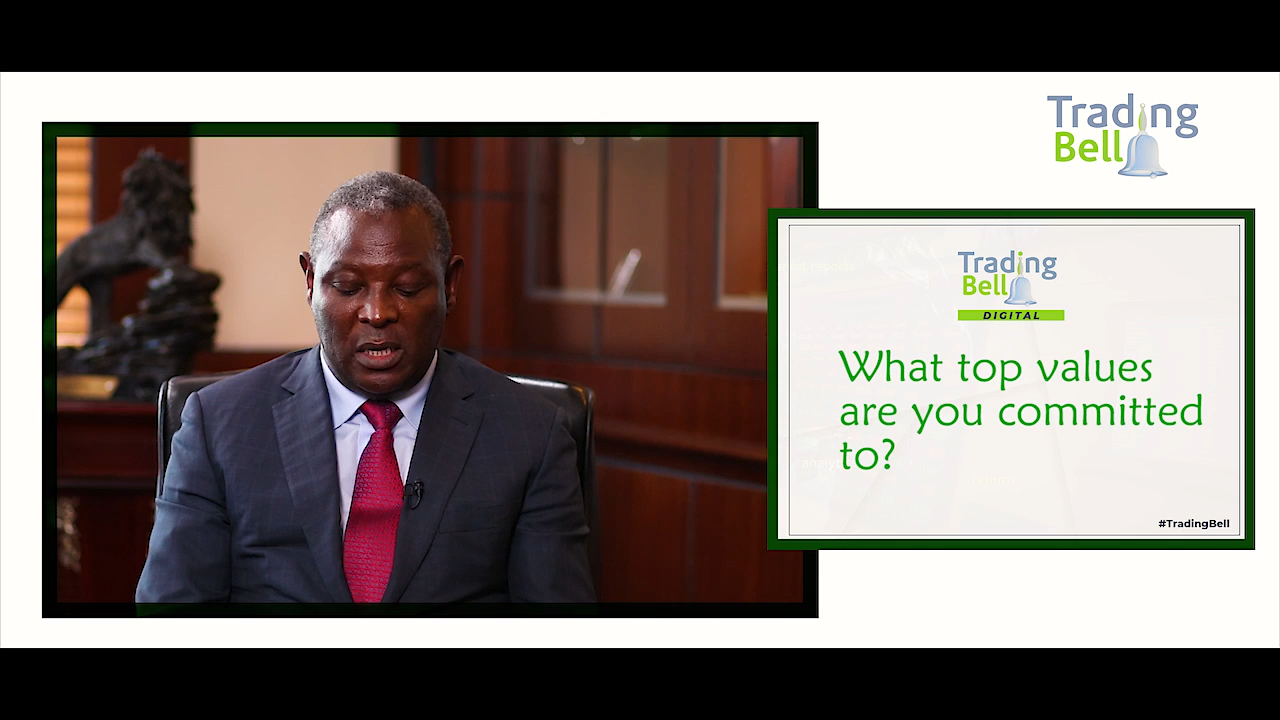 Trading
Bell
Trading
Bell
DIGITAL
What top values
are you committed
to?
#TradingBell